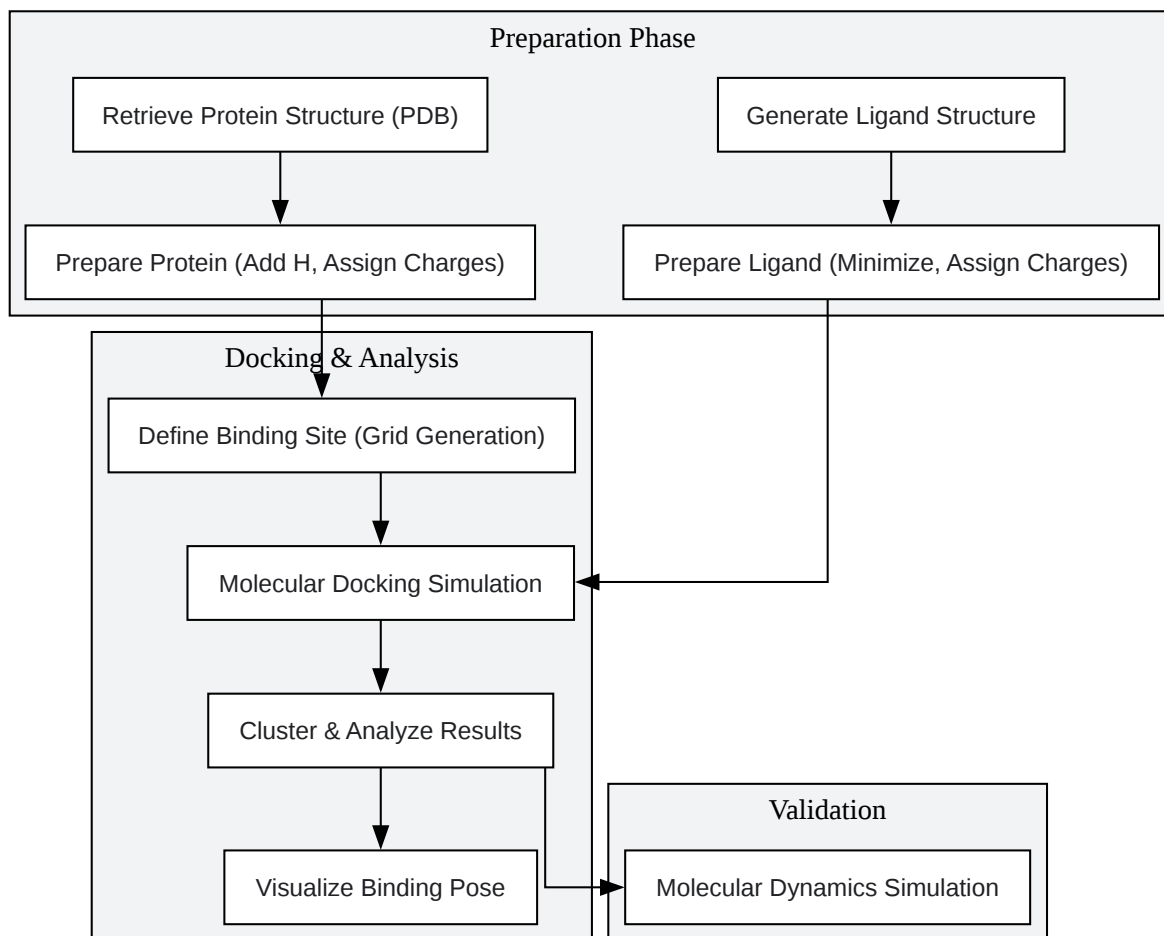 Preparation Phase
Retrieve Protein Structure (PDB)
Generate Ligand Structure
Prepare Protein (Add H, Assign Charges)
Prepare Ligand (Minimize, Assign Charges)
Docking & Analysis
Define Binding Site (Grid Generation)
Molecular Docking Simulation
Cluster & Analyze Results
Validation
Visualize Binding Pose
Molecular Dynamics Simulation